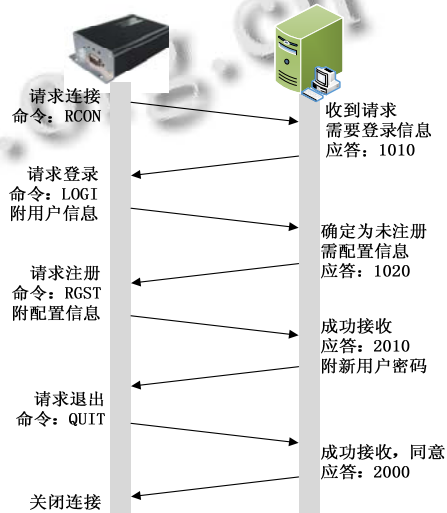 请求连接
命令：RCON
收到请求
需要登录信息
应答：1010
请求登录
命令：LOGI
附用户信息
确定为未注册
需配置信息
应答：1020
请求注册
命令：RGST
附配置信息
成功接收
应答：2010
附新用户密码
请求退出
命令：QUIT
成功接收，同意
应答：2000
关闭连接